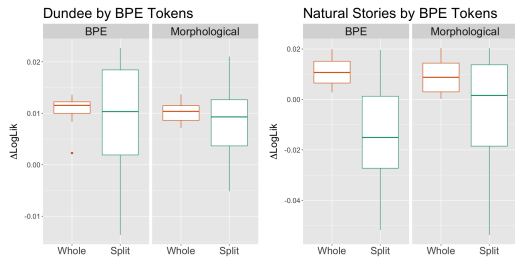 Dundee by BPE Tokens
BPE Morphological
ΔLogLik
0.02
0.01
0.00
-0.01
Whole Split Whole Split
Natural Stories by BPE Tokens
BPE Morphological
ΔLogLik
0.02
0.00
-0.02
-0.04
Whole Split Whole Split